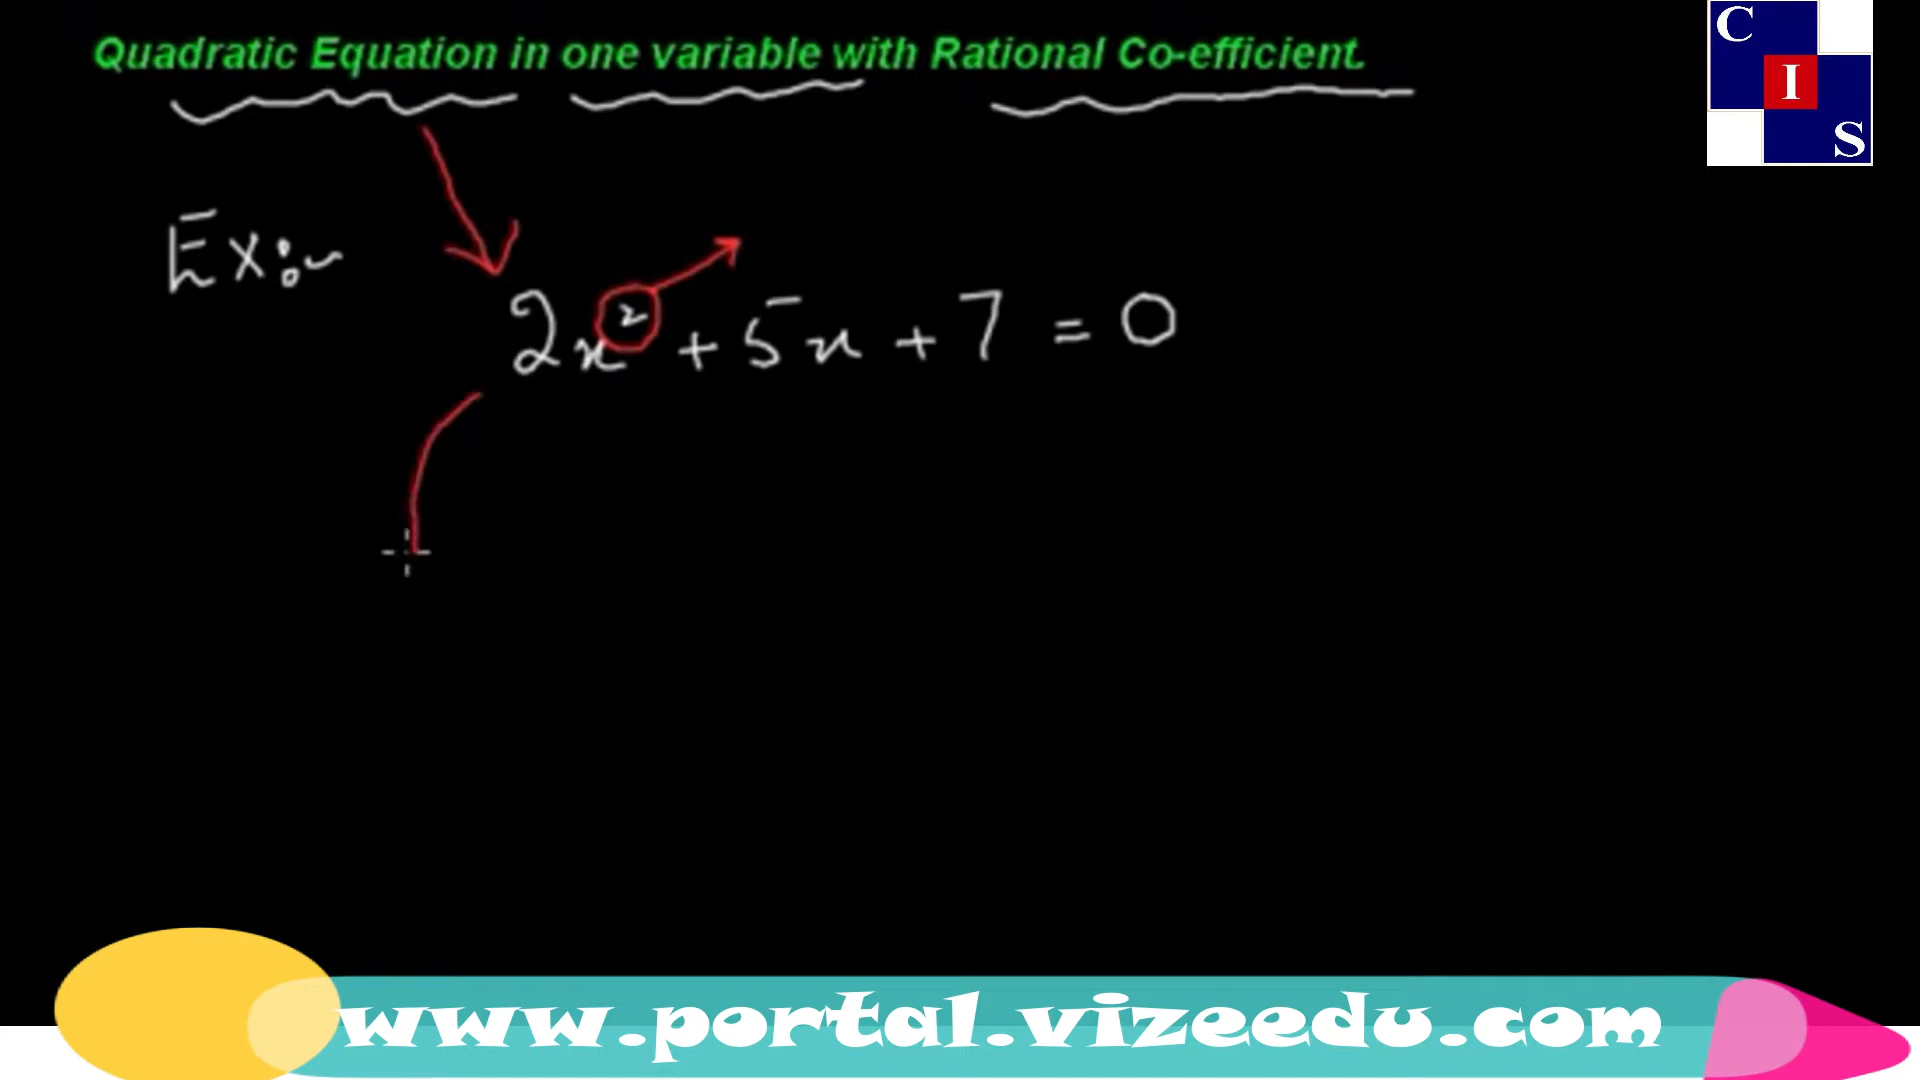 Quadratic Equation in one variable with Rational Co-efficient.
C
I
S
Ex:~
2x² + 5x + 7 = 0
www.portal.vizeedu.com